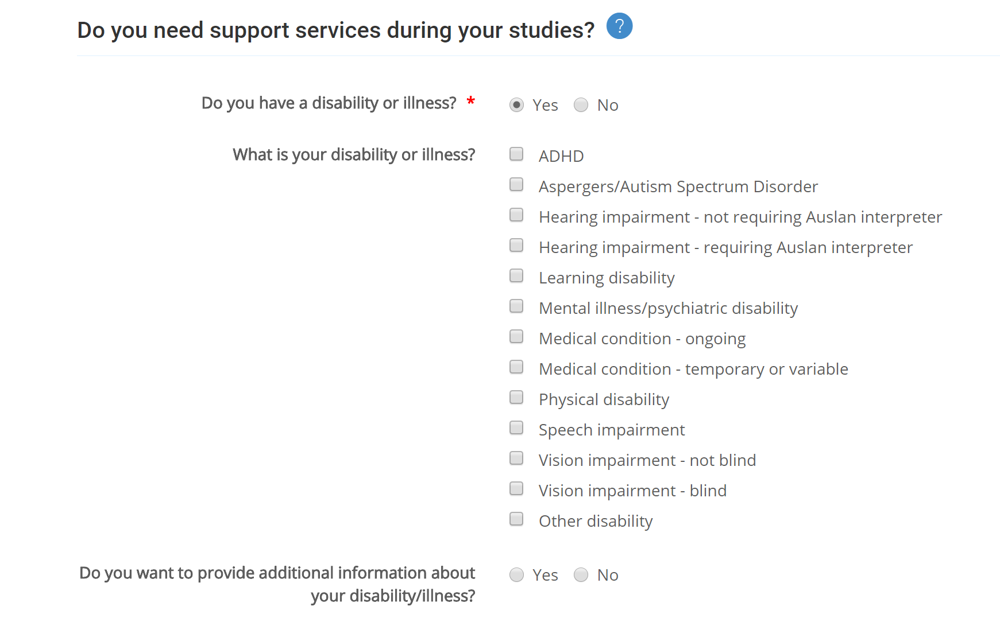 Do you need support services during your studies? ?
Do you have a disability or illness? * Yes No
What is your disability or illness? ADHD
Aspergers/Autism Spectrum Disorder
Hearing impairment - not requiring Auslan interpreter
Hearing impairment - requiring Auslan interpreter
Learning disability
Mental illness/psychiatric disability
Medical condition - ongoing
Medical condition - temporary or variable
Physical disability
Speech impairment
Vision impairment - not blind
Vision impairment - blind
Other disability
Do you want to provide additional information about
your disability/illness? Yes No